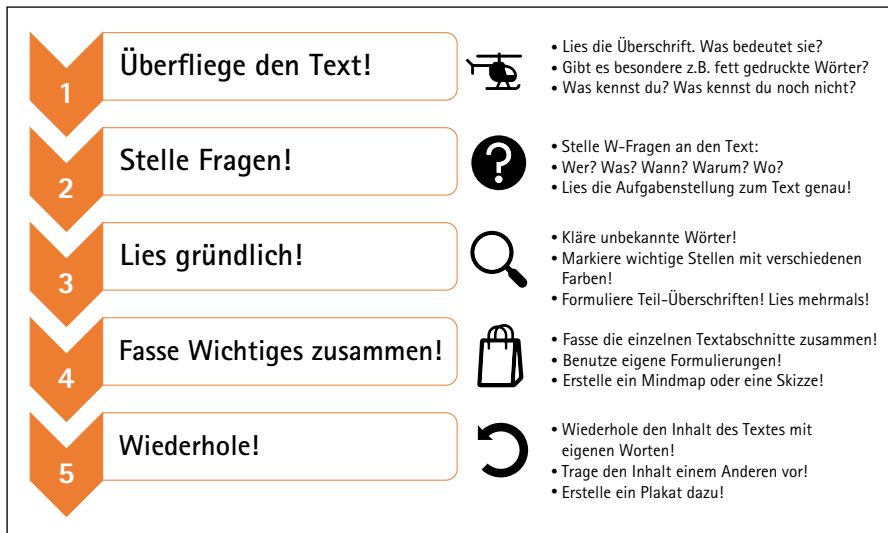 1
Überfliege den Text!
• Lies die Überschrift. Was bedeutet sie?
• Gibt es besondere z.B. fett gedruckte Wörter?
• Was kennst du? Was kennst du noch nicht?
2
Stelle Fragen!
• Stelle W-Fragen an den Text:
• Wer? Was? Wann? Warum? Wo?
• Lies die Aufgabenstellung zum Text genau!
3
Lies gründlich!
• Kläre unbekannte Wörter!
• Markiere wichtige Stellen mit verschiedenen
Farben!
• Formuliere Teil-Überschriften! Lies mehrmals!
4
Fasse Wichtiges zusammen!
• Fasse die einzelnen Textabschnitte zusammen!
• Benutze eigene Formulierungen!
• Erstelle ein Mindmap oder eine Skizze!
5
Wiederhole!
• Wiederhole den Inhalt des Textes mit
eigenen Worten!
• Trage den Inhalt einem Anderen vor!
• Erstelle ein Plakat dazu!